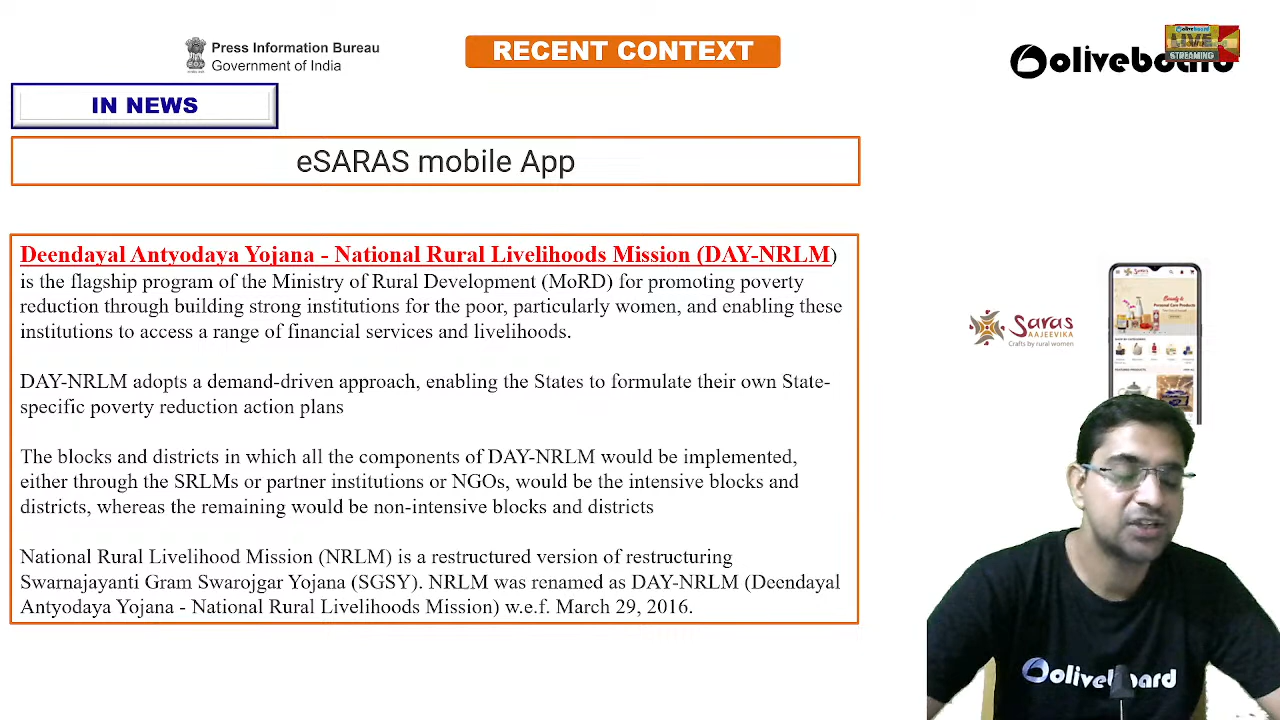 Press Information Bureau
Government of India
RECENT CONTEXT
LIVE
STREAMING
IN NEWS
eSARAS mobile App
Deendayal Antyodaya Yojana - National Rural Livelihoods Mission (DAY-NRLM)
is the flagship program of the Ministry of Rural Development (MoRD) for promoting poverty
reduction through building strong institutions for the poor, particularly women, and enabling these
institutions to access a range of financial services and livelihoods.
DAY-NRLM adopts a demand-driven approach, enabling the States to formulate their own State-
specific poverty reduction action plans
The blocks and districts in which all the components of DAY-NRLM would be implemented,
either through the SRLMs or partner institutions or NGOs, would be the intensive blocks and
districts, whereas the remaining would be non-intensive blocks and districts
National Rural Livelihood Mission (NRLM) is a restructured version of restructuring
Swarnajayanti Gram Swarojgar Yojana (SGSY). NRLM was renamed as DAY-NRLM (Deendayal
Antyodaya Yojana - National Rural Livelihoods Mission) w.e.f. March 29, 2016.
Saras
AAJEEVIKA
Crafts by rural women